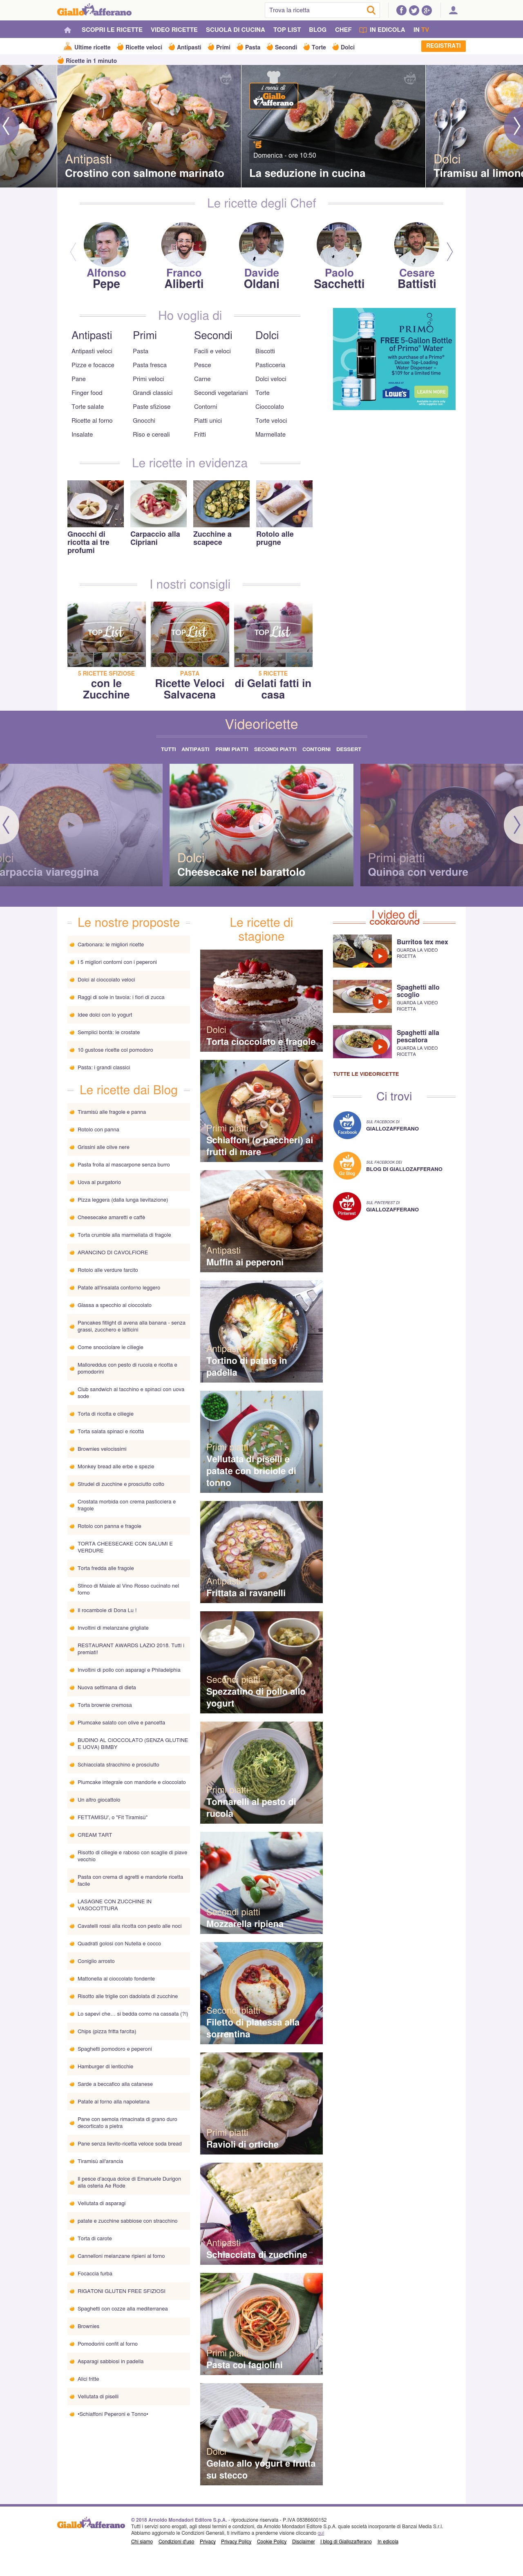 GialloZafferano
Trova la ricetta
SCOPRI LE RICETTE VIDEO RICETTE SCUOLA DI CUCINA TOP LIST BLOG CHEF IN EDICOLA IN TV
Ultime ricette Ricette veloci Antipasti Primi Pasta Secondi Torte Dolci
REGISTRATI
Ricette in 1 minuto
Antipasti
Crostino con salmone marinato
i menù di
GialloZafferano
Domenica - ore 10:50
La seduzione in cucina
Dolci
Tiramisu al limone
Le ricette degli Chef
Alfonso Pepe
Franco Aliberti
Davide Oldani
Paolo Sacchetti
Cesare Battisti
Ho voglia di
Antipasti Primi Secondi Dolci
Antipasti veloci Pasta Facili e veloci Biscotti
Pizze e focacce Pasta fresca Pesce Pasticceria
Pane Primi veloci Carne Dolci veloci
Finger food Grandi classici Secondi vegetariani Torte
Torte salate Paste sfiziose Contorni Cioccolato
Ricette al forno Gnocchi Piatti unici Torte veloci
Insalate Riso e cereali Fritti Marmellate
PRIMO
FREE 5-Gallon Bottle
of Primo Water
with purchase of a Primo
Deluxe Top-Loading
Water Dispenser –
$109 for a limited time
LOWE'S
LEARN MORE
Le ricette in evidenza
Gnocchi di ricotta ai tre profumi
Carpaccio alla Cipriani
Zucchine a scapece
Rotolo alle prugne
I nostri consigli
TOP List
5 RICETTE SFIZIOSE
con le Zucchine
TOP List
PASTA
Ricette Veloci Salvacena
TOP List
5 RICETTE
di Gelati fatti in casa
Videoricette
TUTTI ANTIPASTI PRIMI PIATTI SECONDI PIATTI CONTORNI DESSERT
olci
arpaccia viareggina
Dolci
Cheesecake nel barattolo
Primi piatti
Quinoa con verdure
Le nostre proposte
Carbonara: le migliori ricette
I 5 migliori contorni con i peperoni
Dolci al cioccolato veloci
Raggi di sole in tavola: i fiori di zucca
Idee dolci con lo yogurt
Semplici bontà: le crostate
10 gustose ricette col pomodoro
Pasta: i grandi classici
Le ricette dai Blog
Tiramisù alle fragole e panna
Rotolo con panna
Grissini alle olive nere
Pasta frolla al mascarpone senza burro
Uova al purgatorio
Pizza leggera (dalla lunga lievitazione)
Cheesecake amaretti e caffè
Torta crumble alla marmellata di fragole
ARANCINO DI CAVOLFIORE
Rotolo alle verdure farcito
Patate all'insalata contorno leggero
Glassa a specchio al cioccolato
Pancakes fitlight di avena alla banana - senza
grassi, zucchero e latticini
Come snocciolare le ciliegie
Malloreddus con pesto di rucola e ricotta e
pomodorini
Club sandwich al tacchino e spinaci con uova
sode
Torta di ricotta e ciliegie
Torta salata spinaci e ricotta
Brownies velocissimi
Monkey bread alle erbe e spezie
Strudel di zucchine e prosciutto cotto
Crostata morbida con crema pasticciera e
fragole
Rotolo con panna e fragole
TORTA CHEESECAKE CON SALUMI E
VERDURE
Torta fredda alle fragole
Stinco di Maiale al Vino Rosso cucinato nel
forno
Il rocambole di Dona Lu !
Involtini di melanzane grigliate
RESTAURANT AWARDS LAZIO 2018. Tutti i
premiati!
Involtini di pollo con asparagi e Philadelphia
Nuova settimana di dieta
Torta brownie cremosa
Plumcake salato con olive e pancetta
BUDINO AL CIOCCOLATO (SENZA GLUTINE
E UOVA) BIMBY
Schiacciata stracchino e prosciutto
Plumcake integrale con mandorle e cioccolato
Un altro giocattolo
FETTAMISU', o "Fit Tiramisù"
CREAM TART
Risotto di ciliegie e raboso con scaglie di piave
vecchio
Pasta con crema di agretti e mandorle ricetta
facile
LASAGNE CON ZUCCHINE IN
VASOCOTTURA
Cavatelli rossi alla ricotta con pesto alle noci
Quadrati golosi con Nutella e cocco
Coniglio arrosto
Mattonella al cioccolato fondente
Risotto alle triglie con dadolata di zucchine
Lo sapevi che… si bedda como na cassata (?!)
Chips (pizza fritta farcita)
Spaghetti pomodoro e peperoni
Hamburger di lenticchie
Sarde a beccafico alla catanese
Patate al forno alla napoletana
Pane con semola rimacinata di grano duro
decorticato a pietra
Pane senza lievito-ricetta veloce soda bread
Tiramisù all'arancia
Il pesce d'acqua dolce di Emanuele Durigon
alla osteria Ae Rode
Vellutata di asparagi
patate e zucchine sabbiose con stracchino
Torta di carote
Cannelloni melanzane ripieni al forno
Focaccia furba
RIGATONI GLUTEN FREE SFIZIOSI
Spaghetti con cozze alla mediterranea
Brownies
Pomodorini confit al forno
Asparagi sabbiosi in padella
Alici fritte
Vellutata di piselli
•Schiaffoni Peperoni e Tonno•
Le ricette di
stagione
Dolci
Torta cioccolato e fragole
Primi piatti
Schiaffoni (o paccheri) ai
frutti di mare
Antipasti
Muffin ai peperoni
Antipasti
Tortino di patate in
padella
Primi piatti
Vellutata di piselli e
patate con briciole di
tonno
Antipasti
Frittata ai ravanelli
Secondi piatti
Spezzatino di pollo allo
yogurt
Primi piatti
Tonnarelli al pesto di
rucola
Secondi piatti
Mozzarella ripiena
Secondi piatti
Filetto di platessa alla
sorrentina
Primi piatti
Ravioli di ortiche
Antipasti
Schiacciata di zucchine
Primi piatti
Pasta coi fagiolini
Dolci
Gelato allo yogurt e frutta
su stecco
I video di
cookaround
Burritos tex mex
GUARDA LA VIDEO
RICETTA
Spaghetti allo
scoglio
GUARDA LA VIDEO
RICETTA
Spaghetti alla
pescatora
GUARDA LA VIDEO
RICETTA
TUTTE LE VIDEORICETTE
Ci trovi
GZ Facebook
SUL FACEBOOK DI
GIALLOZAFFERANO
GZ
SUL FACEBOOK DEI
BLOG DI GIALLOZAFFERANO
GZ Pinterest
SUL PINTEREST DI
GIALLOZAFFERANO
GialloZafferano
© 2018 Arnoldo Mondadori Editore S.p.A. - riproduzione riservata - P.IVA 08386600152
Tutti i servizi sono erogati, agli stessi termini e condizioni, da Arnoldo Mondadori Editore S.p.A. quale società incorporante di Banzai Media S.r.l.
Abbiamo aggiornato le Condizioni Generali, ti invitiamo a prenderne visione cliccando qui
Chi siamo Condizioni d'uso Privacy Privacy Policy Cookie Policy Disclaimer I blog di Giallozafferano In edicola